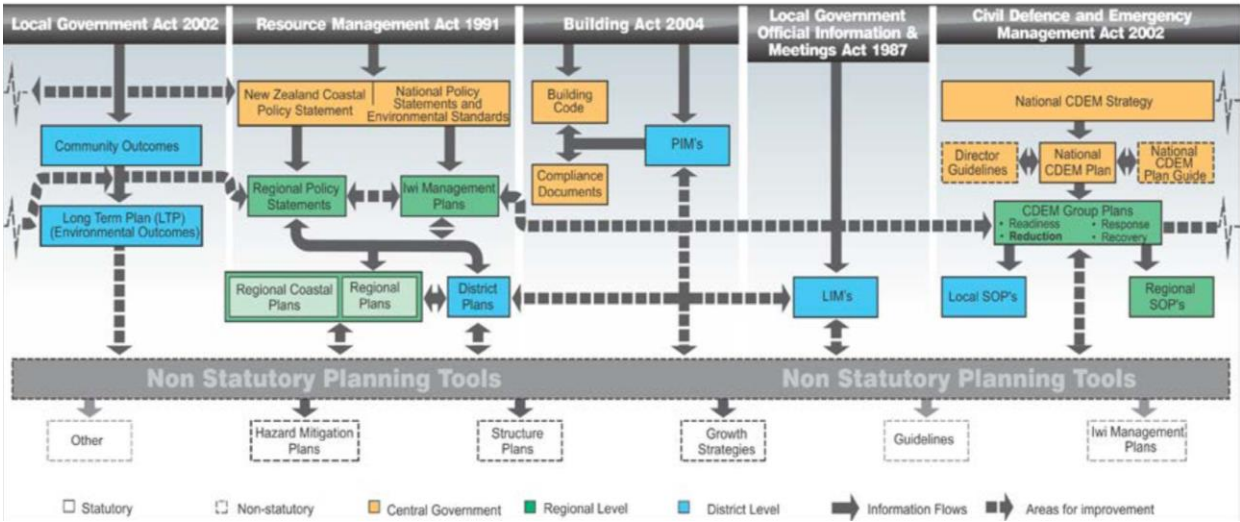 Local Government Act 2002
Resource Management Act 1991
Building Act 2004
Local Government
Official Information &
Meetings Act 1987
Civil Defence and Emergency
Management Act 2002
New Zealand Coastal
Policy Statement
National Policy
Statements and
Environmental Standards
Building
Code
National CDEM Strategy
Community Outcomes
PIM's
Compliance
Documents
Director
Guidelines
National
CDEM Plan
National
CDEM
Plan Guide
Regional Policy
Statements
Iwi Management
Plans
Long Term Plan (LTP)
(Environmental Outcomes)
CDEM Group Plans
• Readiness
• Response
• Reduction
• Recovery
Regional Coastal
Plans
Regional
Plans
District
Plans
LIM's
Local SOP's
Regional
SOP's
Non Statutory Planning Tools
Non Statutory Planning Tools
Other
Hazard Mitigation
Plans
Structure
Plans
Growth
Strategies
Guidelines
Iwi Management
Plans
Statutory
Non-statutory
Central Government
Regional Level
District Level
Information Flows
Areas for improvement